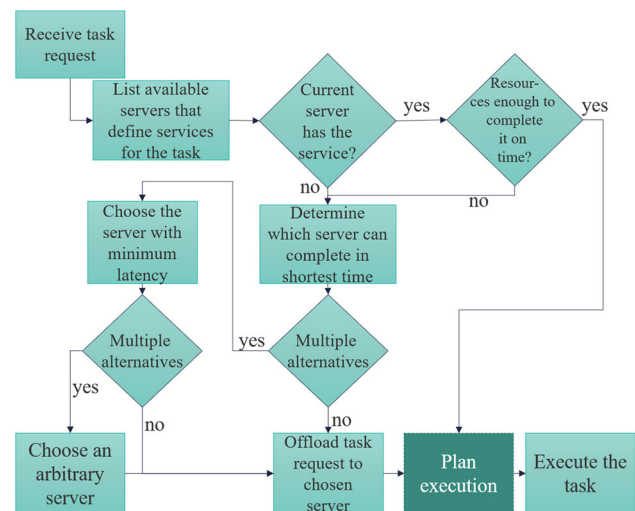 Receive task
request
List available
servers that
define services
for the task
Current
server
has the
service?
yes
Resour-
ces enough to
complete
it on
time?
yes
no
no
Choose the
server with
minimum
latency
Determine
which server can
complete in
shortest time
Multiple
alternatives
yes
Multiple
alternatives
yes
no
no
Choose an
arbitrary
server
Offload task
request to
chosen
server
Plan
execution
Execute the
task